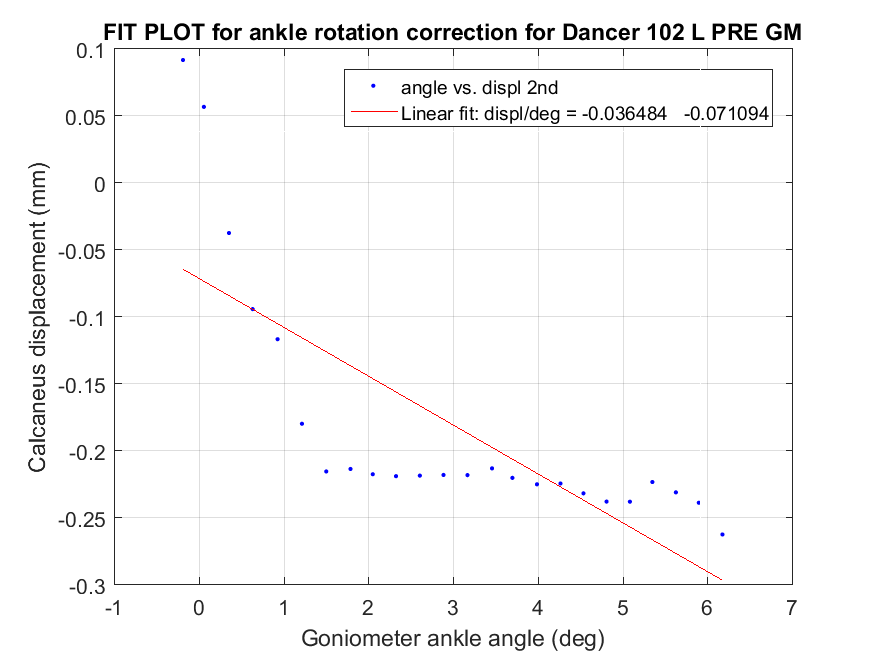 FIT PLOT for ankle rotation correction for Dancer 102 L PRE GM
angle vs. displ 2nd
Linear fit: displ/deg = -0.036484 -0.071094
0.1
0.05
0
-0.05
-0.1
-0.15
-0.2
-0.25
-0.3
Calcaneus displacement (mm)
-1 0 1 2 3 4 5 6 7
Goniometer ankle angle (deg)